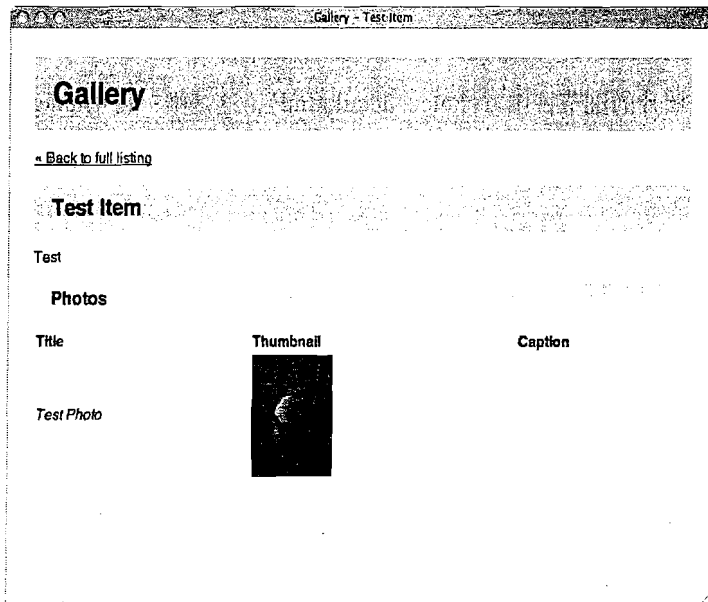 Gallery - Test Item
Gallery
« Back to full listing
Test Item
Test
Photos
Title Thumbnail Caption
Test Photo